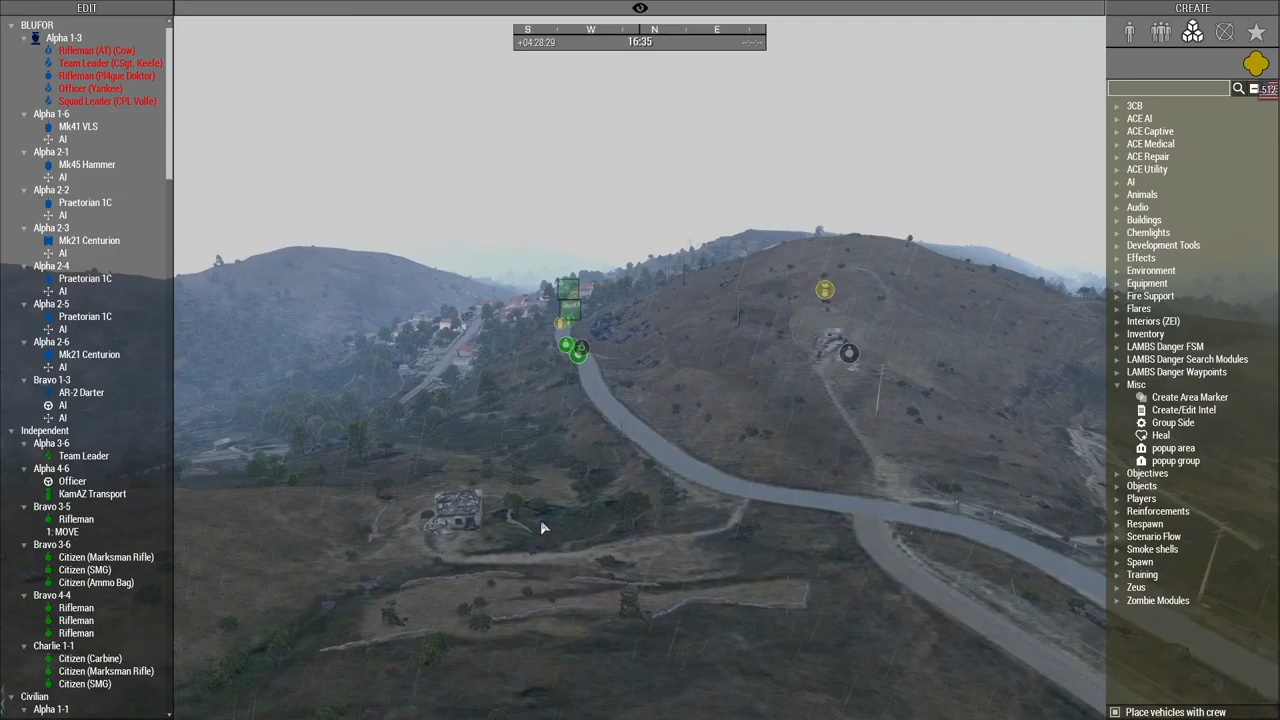 EDIT
BLUFOR
Alpha 1-3
Rifleman (AT) (Cow)
Team Leader (CSgt. Keefe)
Rifleman (Pl4gue Doktor)
Officer (Yankee)
Squad Leader (CPL Vulfe)
Alpha 1-6
Mk41 VLS
AI
Alpha 2-1
Mk45 Hammer
AI
Alpha 2-2
Praetorian 1C
AI
Alpha 2-3
Mk21 Centurion
AI
Alpha 2-4
Praetorian 1C
AI
Alpha 2-5
Praetorian 1C
AI
Alpha 2-6
Mk21 Centurion
AI
Bravo 1-3
AR-2 Darter
AI
AI
Independent
Alpha 3-6
Team Leader
Alpha 4-6
Officer
KamAZ Transport
Bravo 3-5
Rifleman
1: MOVE
Bravo 3-6
Citizen (Marksman Rifle)
Citizen (SMG)
Citizen (Ammo Bag)
Bravo 4-4
Rifleman
Rifleman
Rifleman
Charlie 1-1
Citizen (Carbine)
Citizen (Marksman Rifle)
Citizen (SMG)
Civilian
Alpha 1-1
S W N E
+04:28:29 16:35 --:--:--
CREATE
-512
3CB
ACE AI
ACE Captive
ACE Medical
ACE Repair
ACE Utility
AI
Animals
Audio
Buildings
Chemlights
Development Tools
Effects
Environment
Equipment
Fire Support
Flares
Interiors (ZEI)
Inventory
LAMBS Danger FSM
LAMBS Danger Search Modules
LAMBS Danger Waypoints
Misc
Create Area Marker
Create/Edit Intel
Group Side
Heal
popup area
popup group
Objectives
Objects
Players
Reinforcements
Respawn
Scenario Flow
Smoke shells
Spawn
Training
Zeus
Zombie Modules
Place vehicles with crew